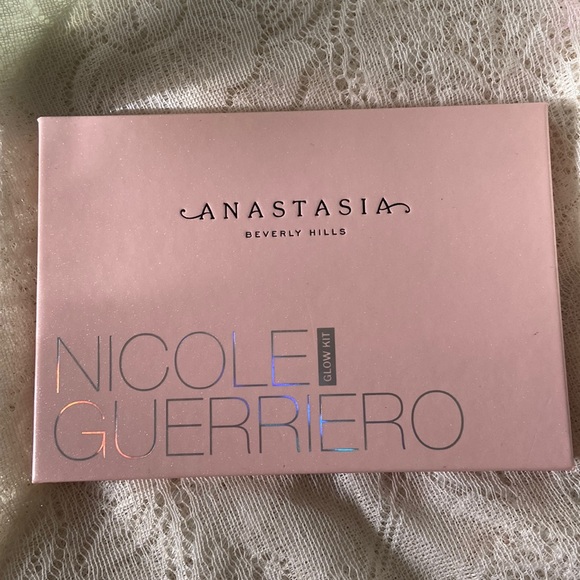 ANASTASIA
BEVERLY HILLS
NICOLE
GLOW KIT
GUERRIERO